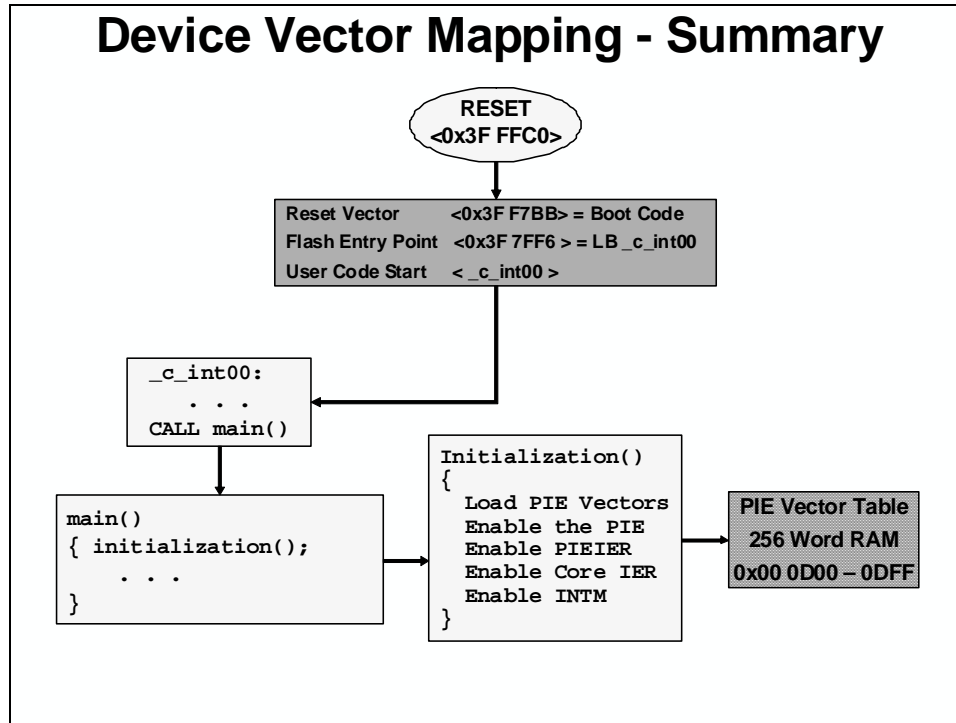 Device Vector Mapping - Summary
RESET
<0x3F FFC0>
Reset Vector <0x3F F7BB> = Boot Code
Flash Entry Point <0x3F 7FF6 > = LB _c_int00
User Code Start < _c_int00 >
_c_int00:
. . .
CALL main()
main()
{ initialization();
. . .
}
Initialization()
{
Load PIE Vectors
Enable the PIE
Enable PIEIER
Enable Core IER
Enable INTM
}
PIE Vector Table
256 Word RAM
0x00 0D00 – 0DFF